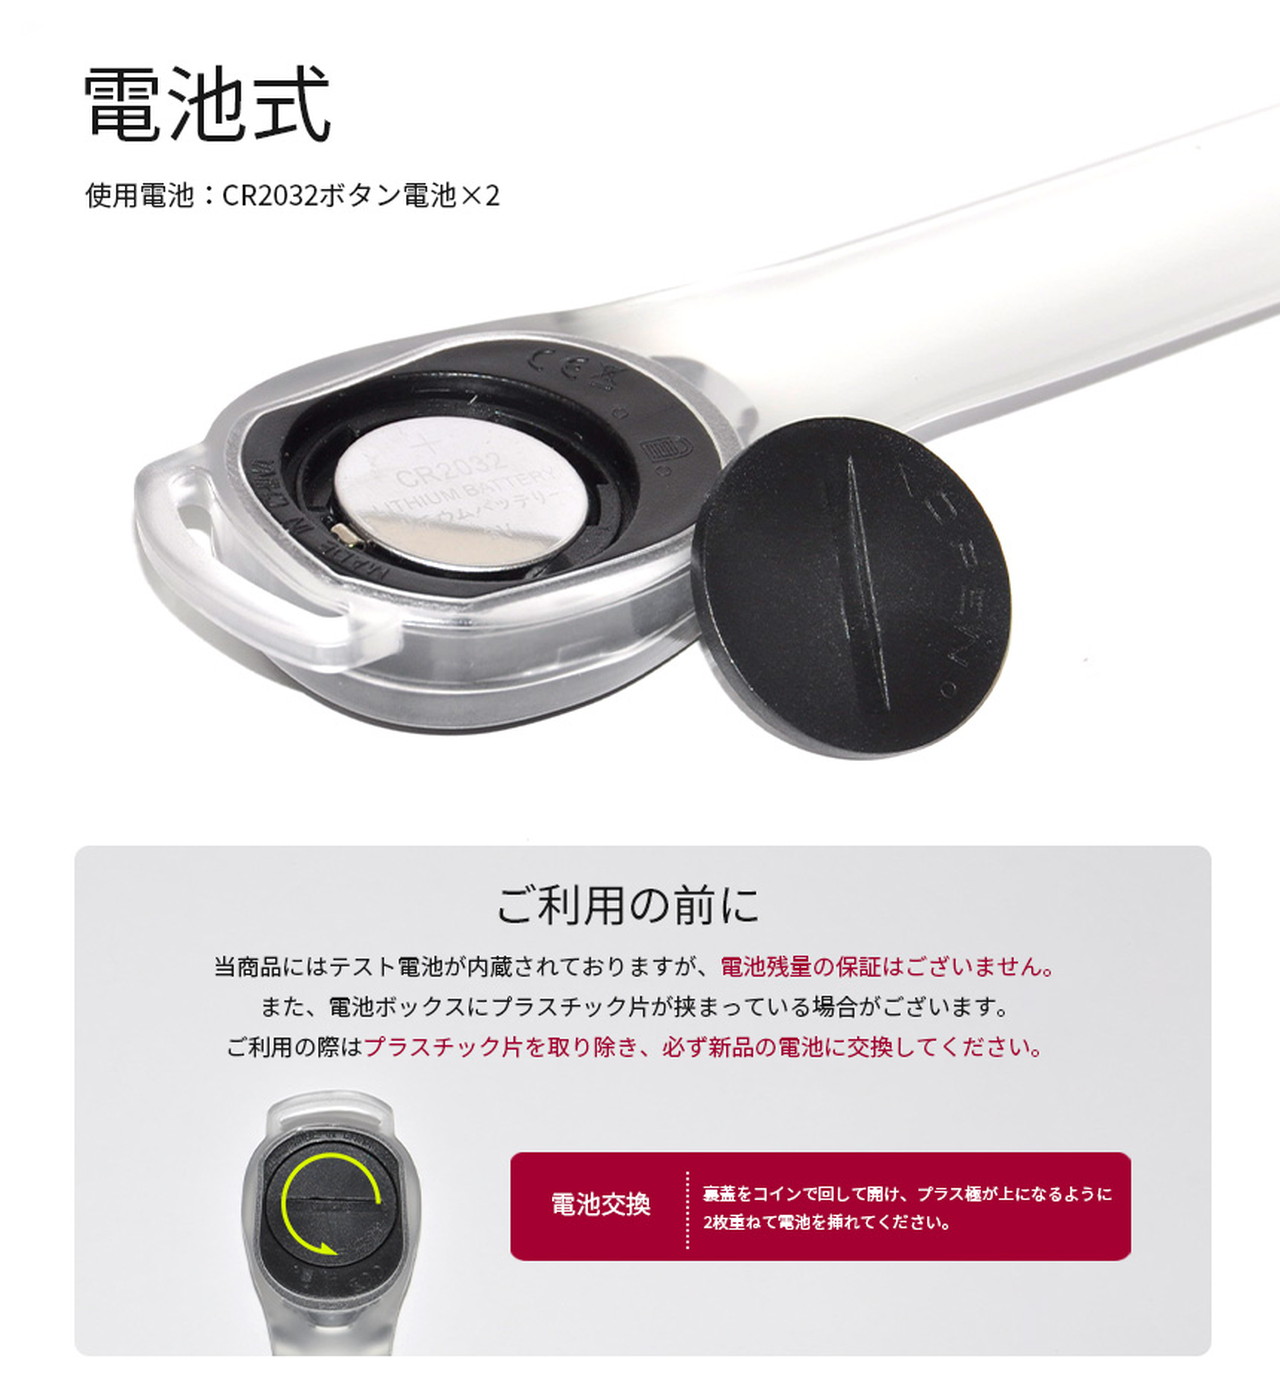 電池式
使用電池：CR2032ボタン電池×2
CR2032
LITHIUM BATTERY
MADE IN CHINA
OPEN
ご利用の前に
当商品にはテスト電池が内蔵されておりますが、電池残量の保証はございません。
また、電池ボックスにプラスチック片が挟まっている場合がございます。
ご利用の際はプラスチック片を取り除き、必ず新品の電池に交換してください。
電池交換
裏蓋をコインで回して開け、プラス極が上になるように
2枚重ねて電池を挿れてください。